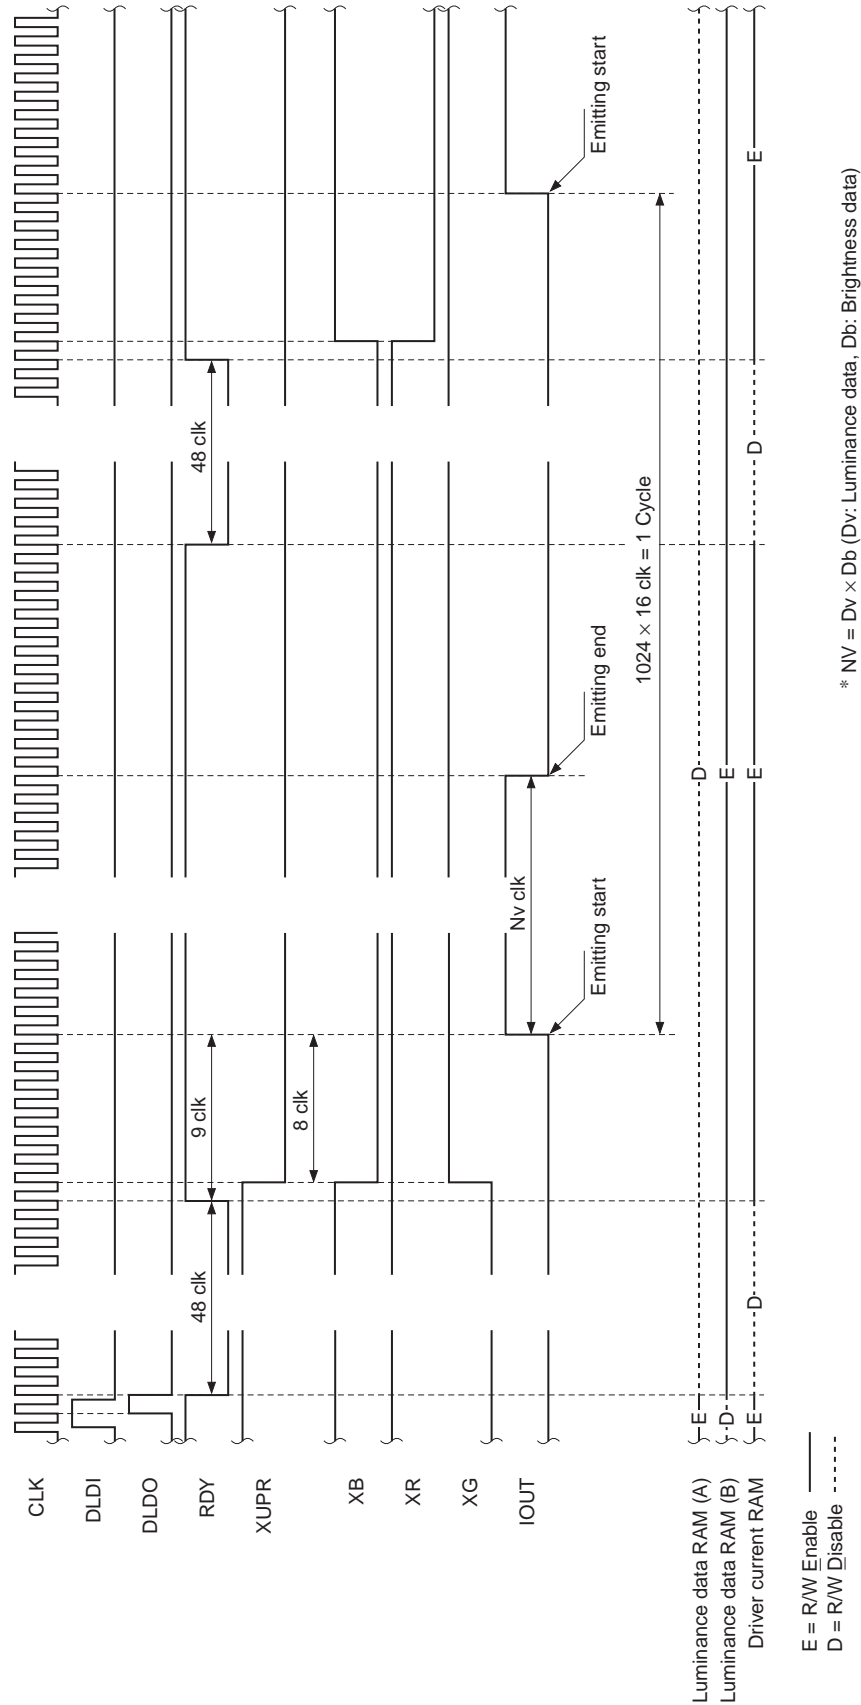 CLK
DLDI
DLDO
RDY
48 clk
9 clk
48 clk
XUPR
8 clk
XB
XR
XG
IOUT
Nv clk
Emitting start
Emitting end
Emitting start
1024 × 16 clk = 1 Cycle
Luminance data RAM (A) E D
Luminance data RAM (B) D E
Driver current RAM E D E D E
E = R/W Enable
D = R/W Disable
* NV = Dv × Db (Dv: Luminance data, Db: Brightness data)